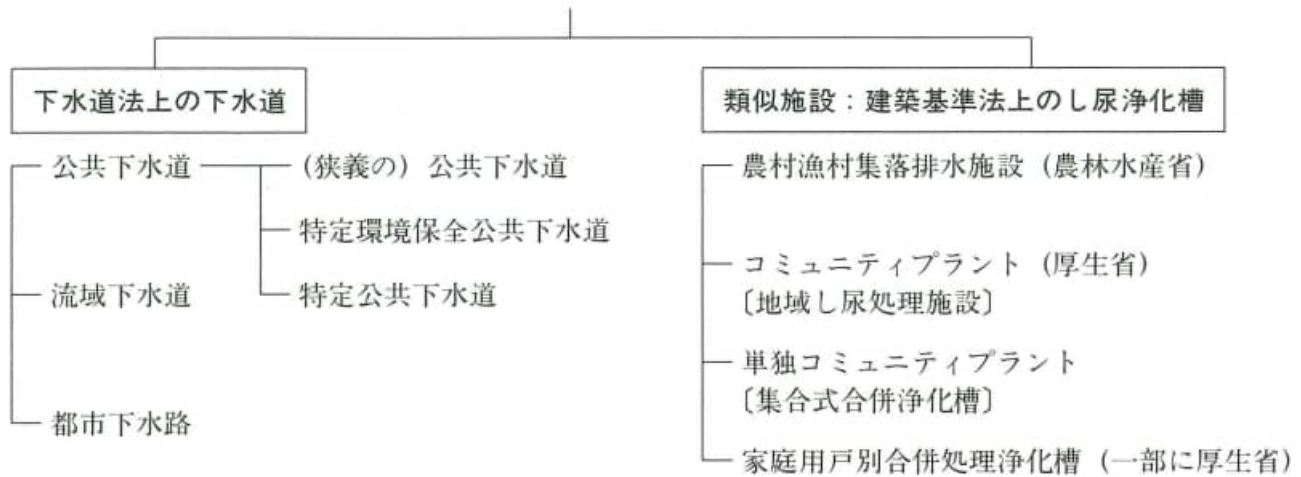 下水道法上の下水道
公共下水道
(狭義の) 公共下水道
特定環境保全公共下水道
流域下水道
特定公共下水道
都市下水路
類似施設：建築基準法上のし尿浄化槽
農村漁村集落排水施設 (農林水産省)
コミュニティプラント (厚生省)
〔地域し尿処理施設〕
単独コミュニティプラント
〔集合式合併浄化槽〕
家庭用戸別合併処理浄化槽 (一部に厚生省)